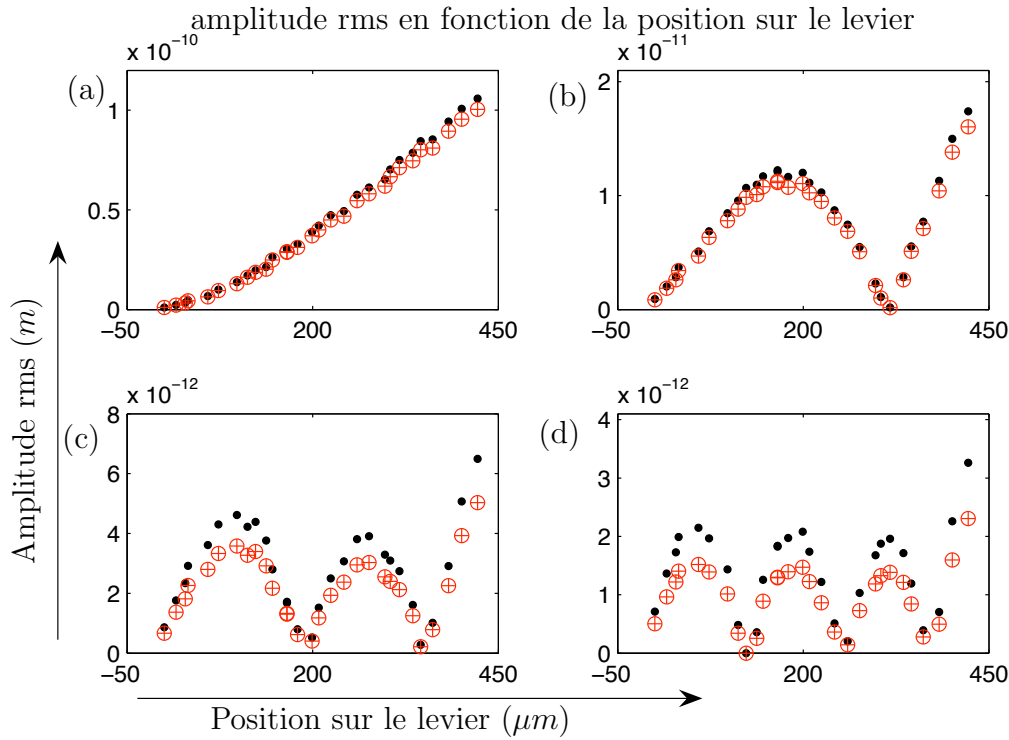 amplitude rms en fonction de la position sur le levier
x 10⁻¹⁰
(a)
1
0.5
0
−50 200 450
x 10⁻¹¹
(b)
2
1
0
−50 200 450
x 10⁻¹²
(c)
8
6
4
2
0
−50 200 450
x 10⁻¹²
(d)
4
3
2
1
0
−50 200 450
Amplitude rms (m)
Position sur le levier (μm)